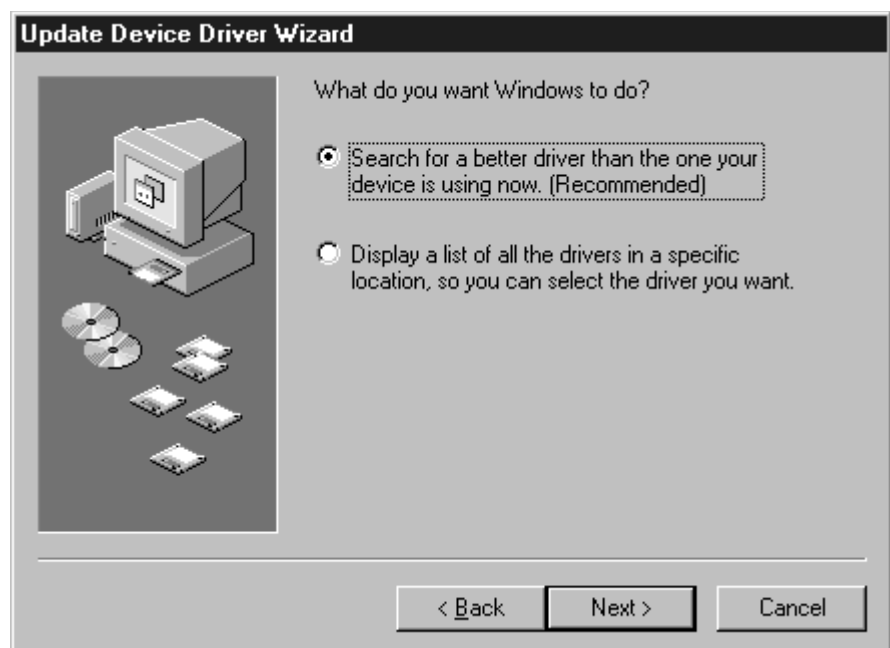 Update Device Driver Wizard
What do you want Windows to do?
Search for a better driver than the one your
device is using now. (Recommended)
Display a list of all the drivers in a specific
location, so you can select the driver you want.
< Back
Next >
Cancel